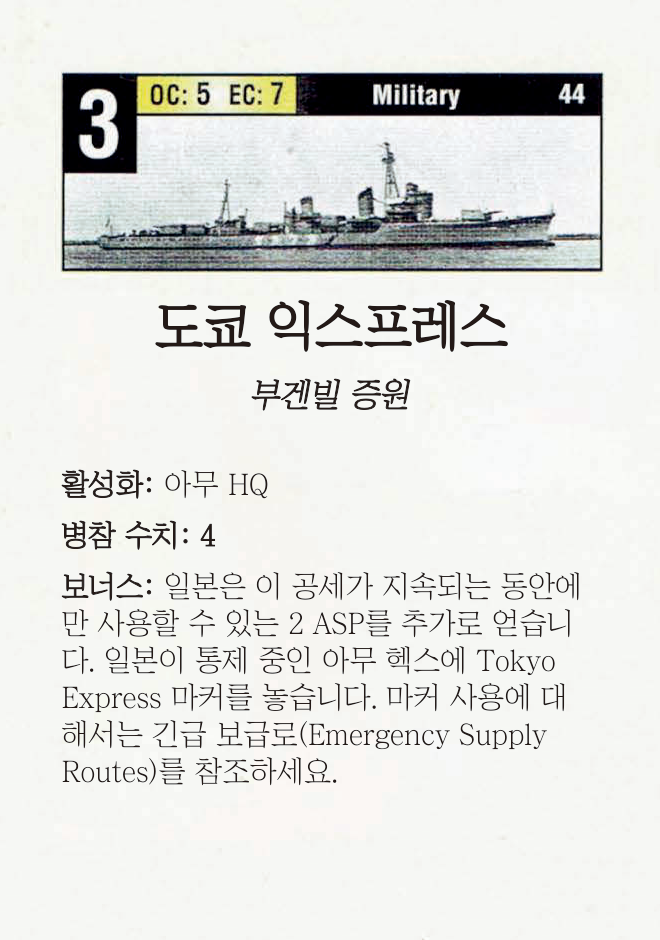 3 OC: 5 EC: 7 Military 44
도쿄 익스프레스
부겐빌 증원
활성화: 아무 HQ
병참 수치: 4
보너스: 일본은 이 공세가 지속되는 동안에
만 사용할 수 있는 2 ASP를 추가로 얻습니
다. 일본이 통제 중인 아무 헥스에 Tokyo
Express 마커를 놓습니다. 마커 사용에 대
해서는 긴급 보급로(Emergency Supply
Routes)를 참조하세요.